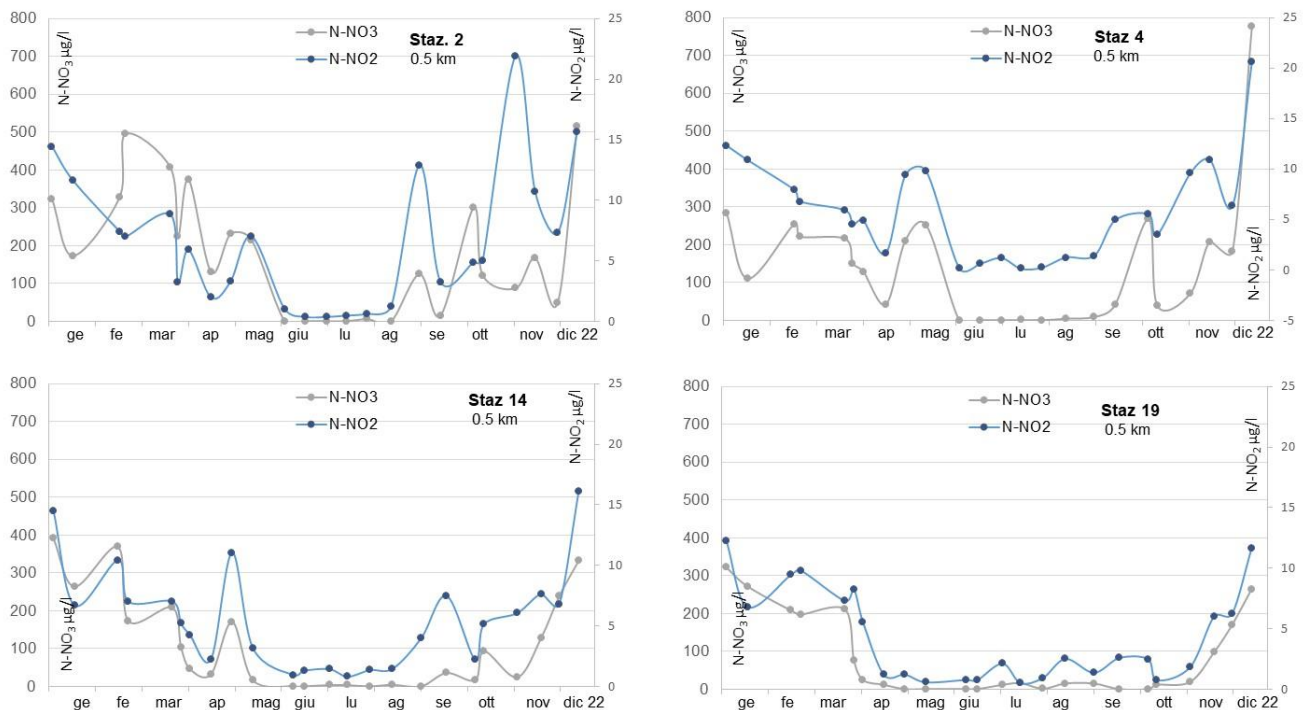 N-NO3
N-NO2
Staz. 2
0.5 km
N-NO3 µg/l
N-NO2 µg/l
800
700
600
500
400
300
200
100
0
25
20
15
10
5
0
ge fe mar ap mag giu lu ag se ott nov dic 22
N-NO3
N-NO2
Staz 4
0.5 km
N-NO3 µg/l
N-NO2 µg/l
800
700
600
500
400
300
200
100
0
25
20
15
10
5
0
-5
ge fe mar ap mag giu lu ag se ott nov dic 22
N-NO3
N-NO2
Staz 14
0.5 km
N-NO3 µg/l
N-NO2 µg/l
800
700
600
500
400
300
200
100
0
25
20
15
10
5
0
ge fe mar ap mag giu lu ag se ott nov dic 22
N-NO3
N-NO2
Staz 19
0.5 km
N-NO3 µg/l
N-NO2 µg/l
800
700
600
500
400
300
200
100
0
25
20
15
10
5
0
ge fe mar ap mag giu lu ag se ott nov dic 22